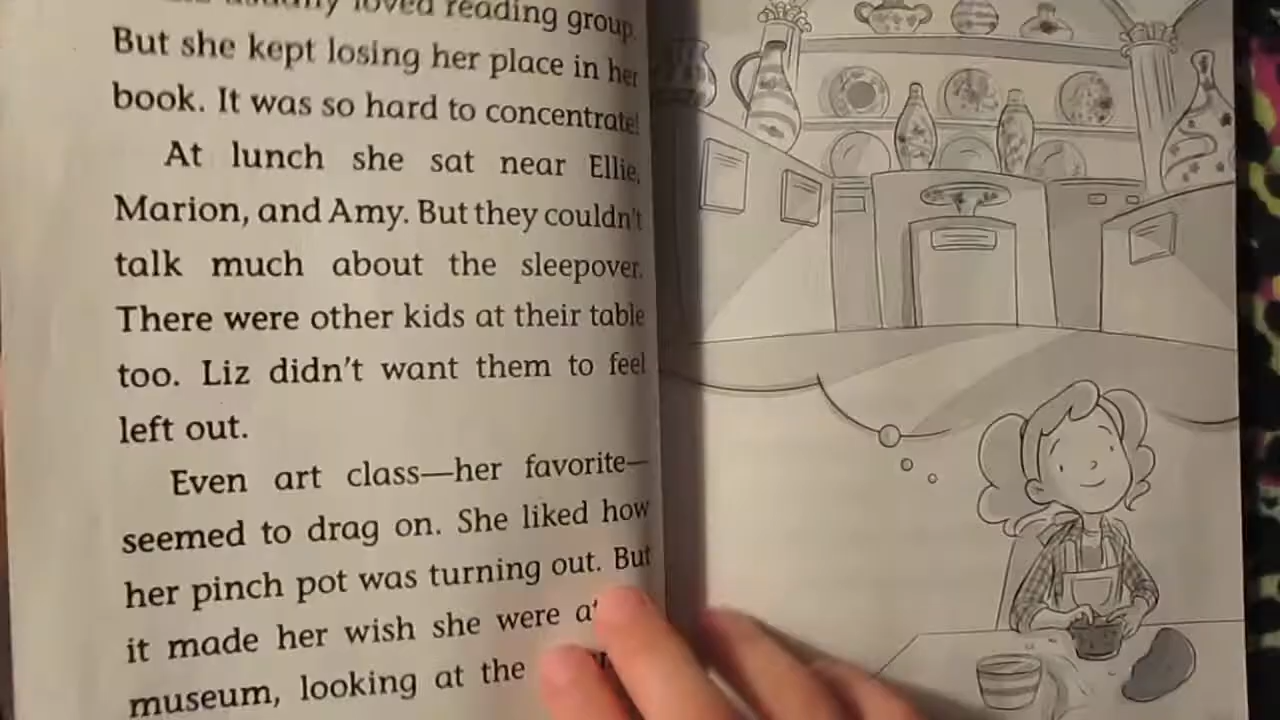 usually loved reading group.
But she kept losing her place in her
book. It was so hard to concentrate!
At lunch she sat near Ellie,
Marion, and Amy. But they couldn't
talk much about the sleepover.
There were other kids at their table
too. Liz didn't want them to feel
left out.
Even art class—her favorite—
seemed to drag on. She liked how
her pinch pot was turning out. But
it made her wish she were
museum, looking at the